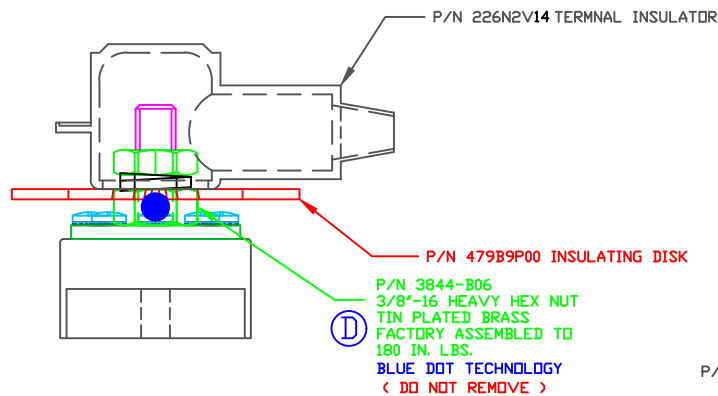 P/N 226N2V14 TERMNAL INSULATOR
P/N 479B9P00 INSULATING DISK
P/N 3844-B06
3/8"-16 HEAVY HEX NUT
TIN PLATED BRASS
D
FACTORY ASSEMBLED TO
180 IN. LBS.
BLUE DOT TECHNOLOGY
P/
( DO NOT REMOVE )